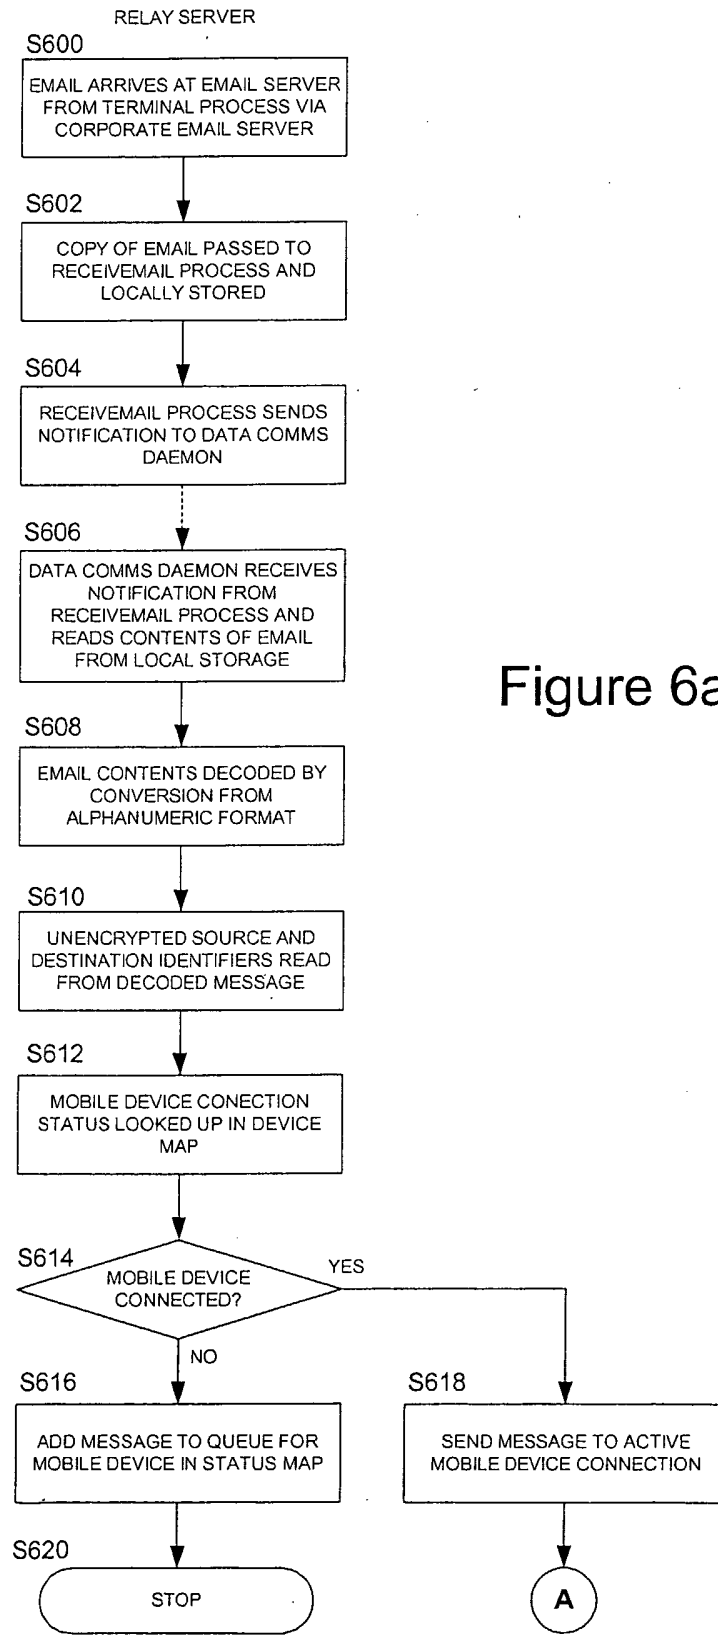 RELAY SERVER
S600
EMAIL ARRIVES AT EMAIL SERVER
FROM TERMINAL PROCESS VIA
CORPORATE EMAIL SERVER
S602
COPY OF EMAIL PASSED TO
RECEIVEMAIL PROCESS AND
LOCALLY STORED
S604
RECEIVEMAIL PROCESS SENDS
NOTIFICATION TO DATA COMMS
DAEMON
S606
DATA COMMS DAEMON RECEIVES
NOTIFICATION FROM
RECEIVEMAIL PROCESS AND
READS CONTENTS OF EMAIL
FROM LOCAL STORAGE
Figure 6a
S608
EMAIL CONTENTS DECODED BY
CONVERSION FROM
ALPHANUMERIC FORMAT
S610
UNENCRYPTED SOURCE AND
DESTINATION IDENTIFIERS READ
FROM DECODED MESSAGE
S612
MOBILE DEVICE CONECTION
STATUS LOOKED UP IN DEVICE
MAP
S614
MOBILE DEVICE
CONNECTED?
YES
NO
S616
ADD MESSAGE TO QUEUE FOR
MOBILE DEVICE IN STATUS MAP
S618
SEND MESSAGE TO ACTIVE
MOBILE DEVICE CONNECTION
S620
STOP
A